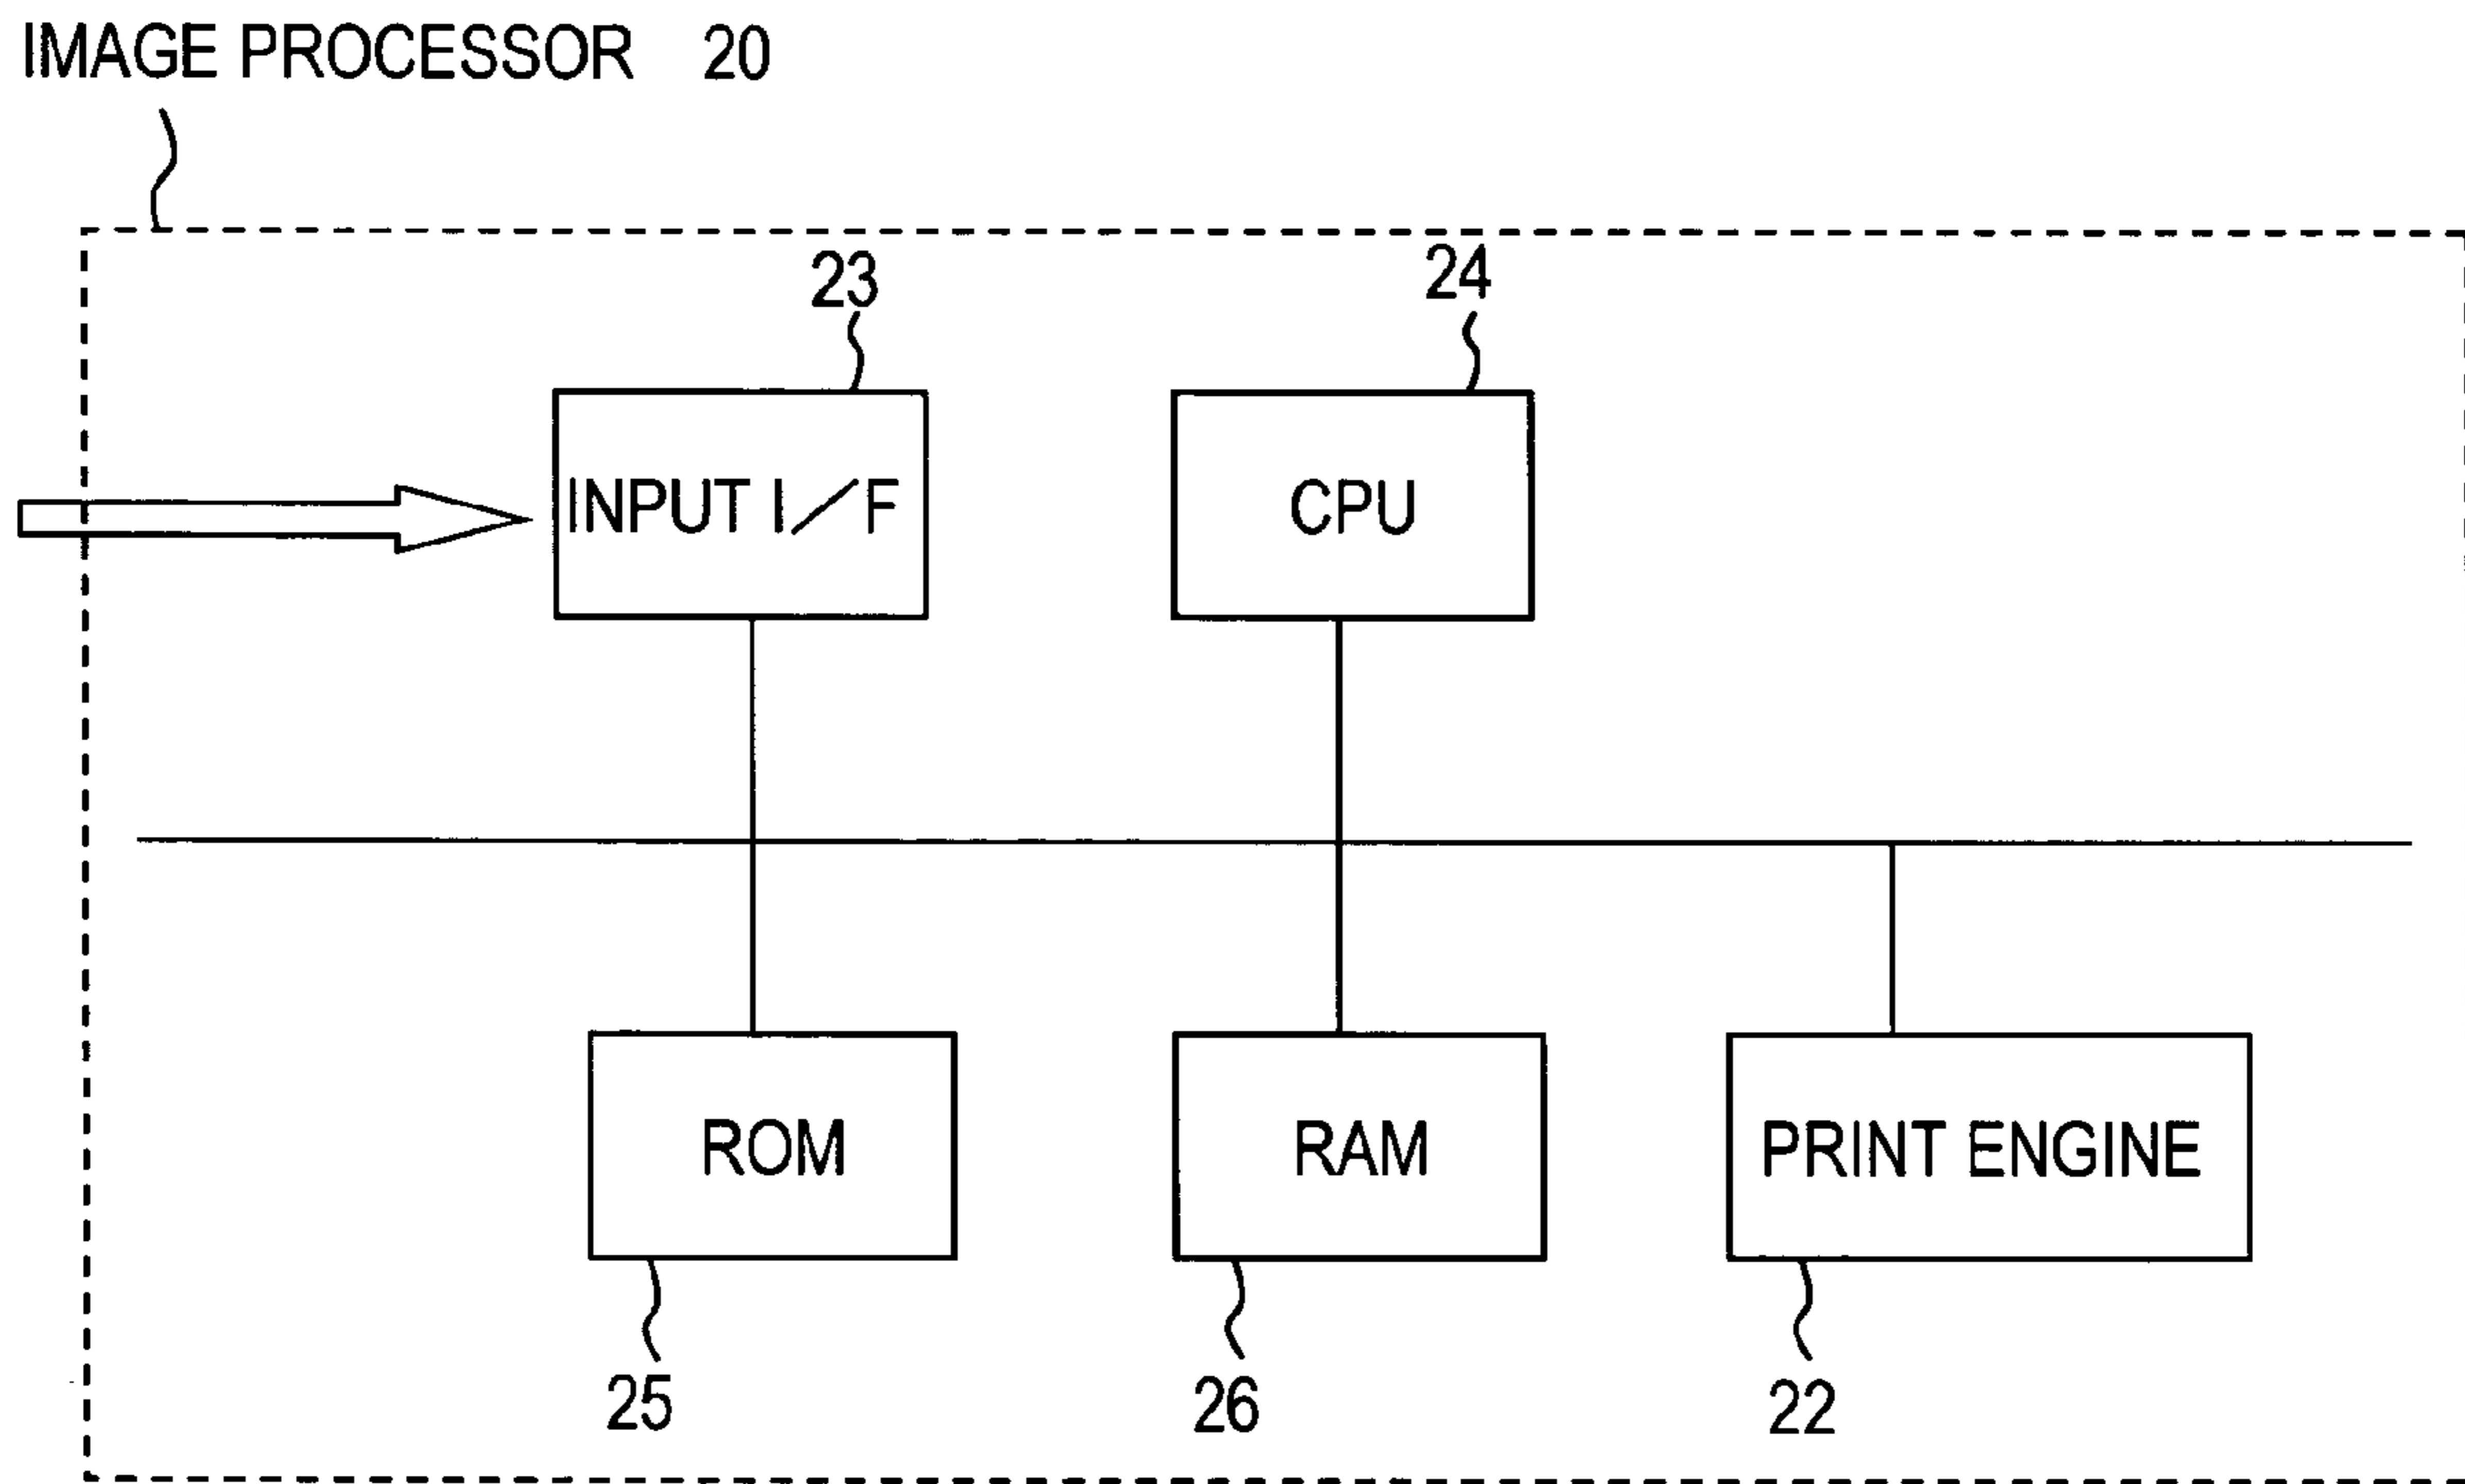 IMAGE PROCESSOR 20
23
24
INPUT I/F
CPU
ROM
RAM
PRINT ENGINE
25
26
22